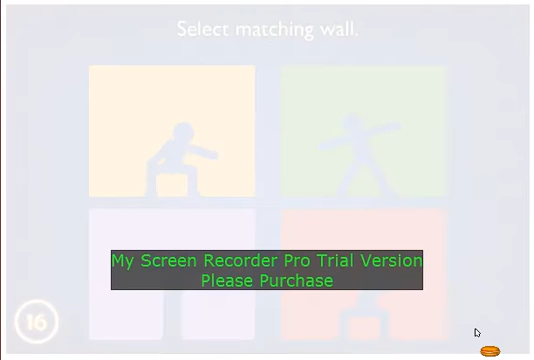 Select matching wall.
My Screen Recorder Pro Trial Version
Please Purchase
16